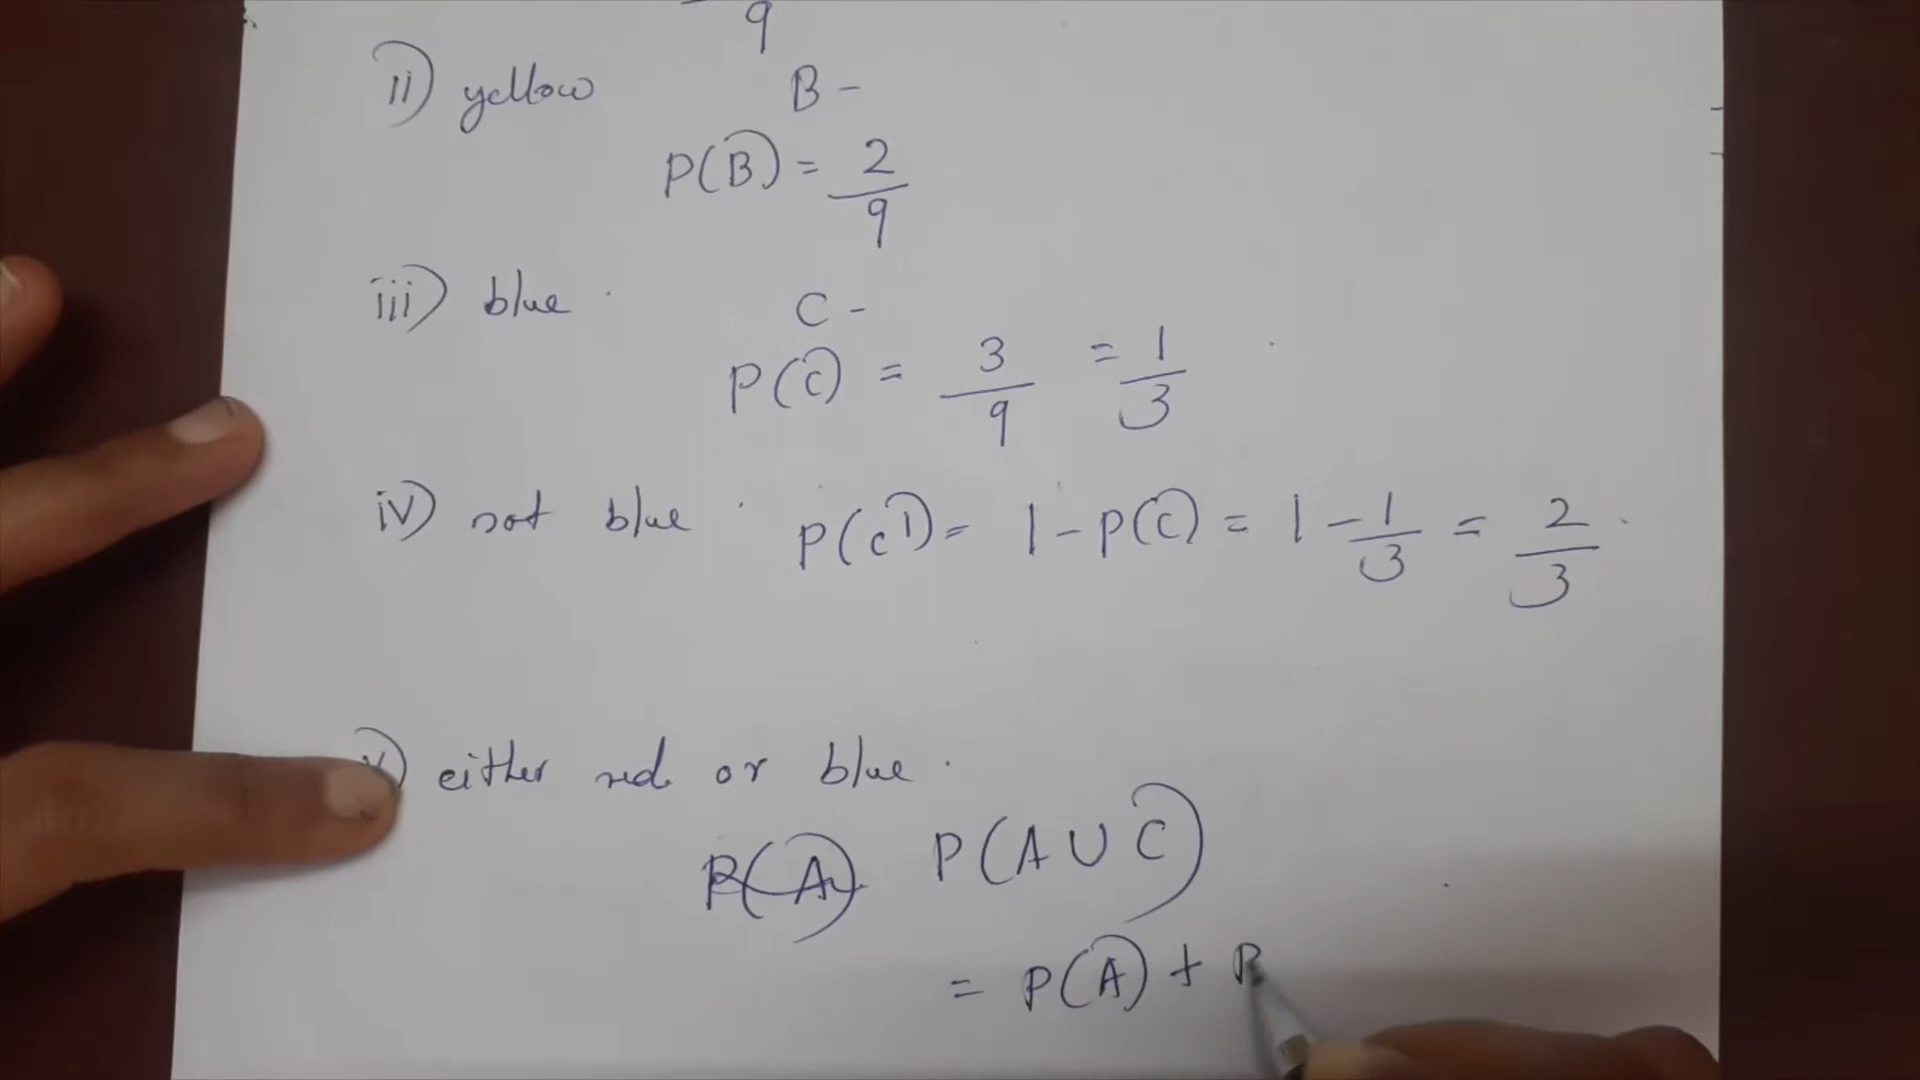 9
ii) yellow B -
P(B) = 2/9
iii) blue . C -
P(C) = 3/9 = 1/3
iv) not blue . P(C') = 1 - P(C) = 1 - 1/3 = 2/3 .
v) either red or blue .
P(A) P(A ∪ C)
= P(A) + P